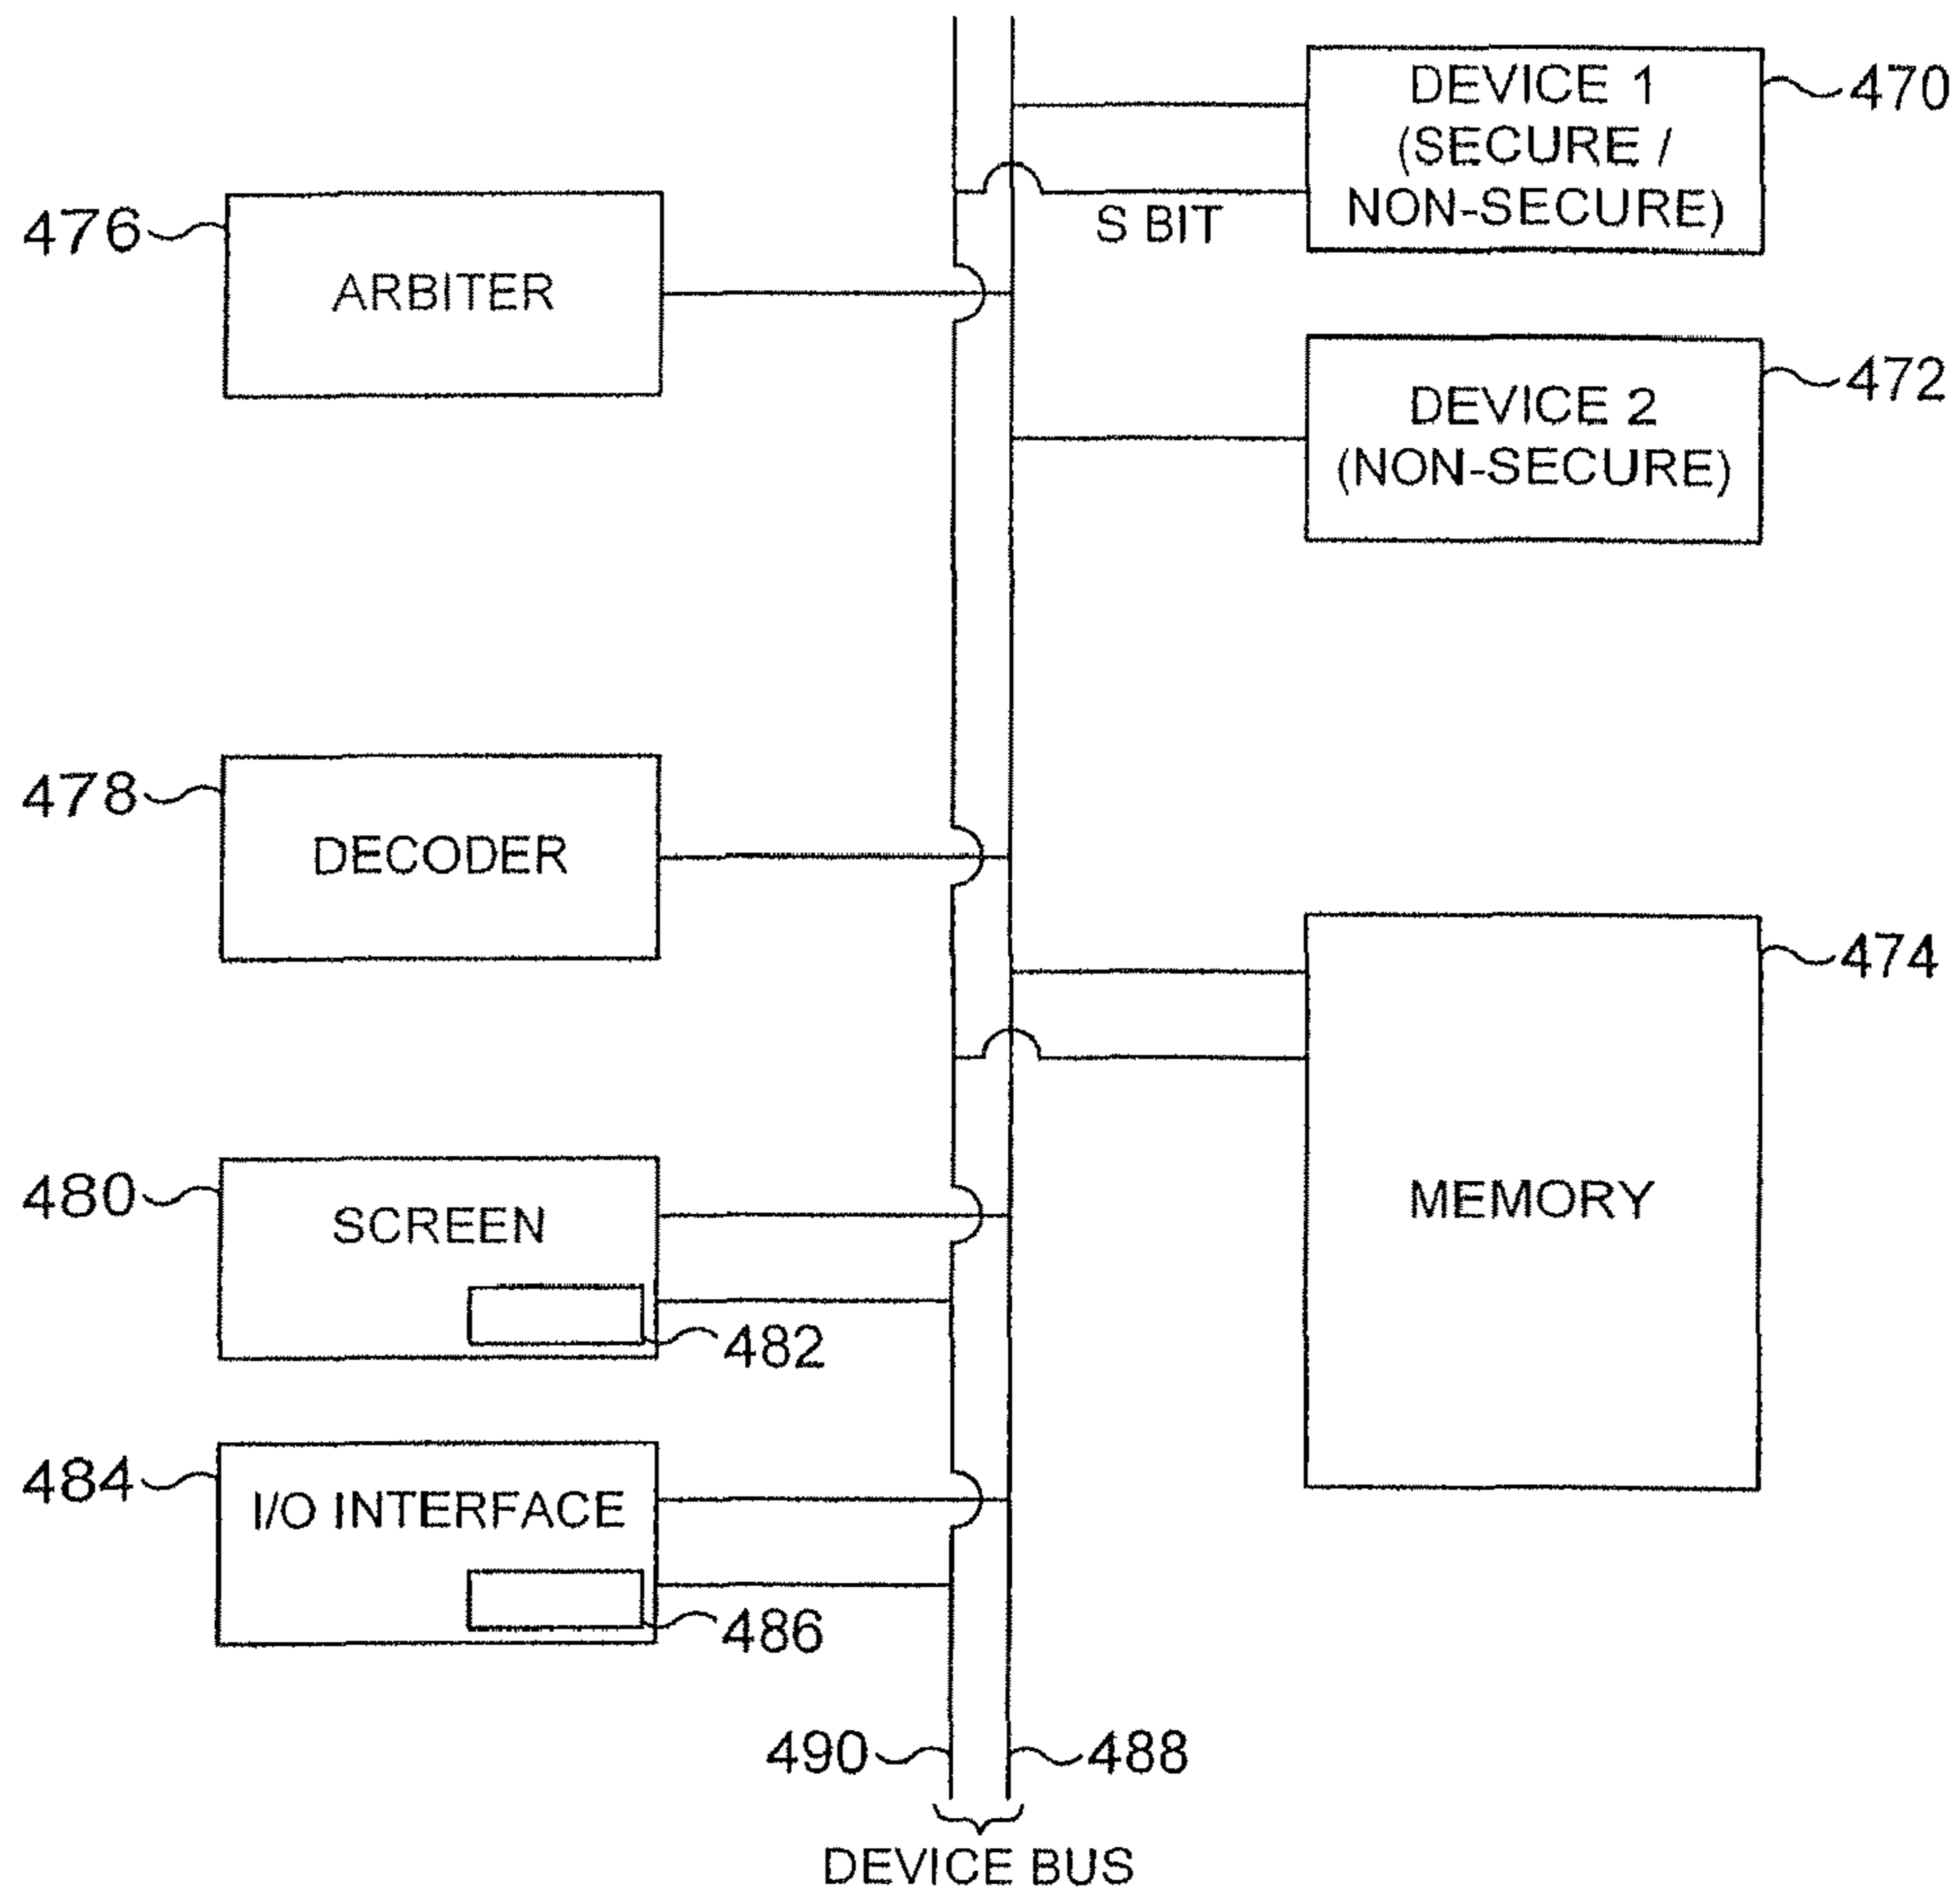 DEVICE 1
(SECURE /
NON-SECURE)
470
S BIT
476
ARBITER
DEVICE 2
(NON-SECURE)
472
478
DECODER
474
MEMORY
480
SCREEN
482
484
I/O INTERFACE
486
490
488
DEVICE BUS